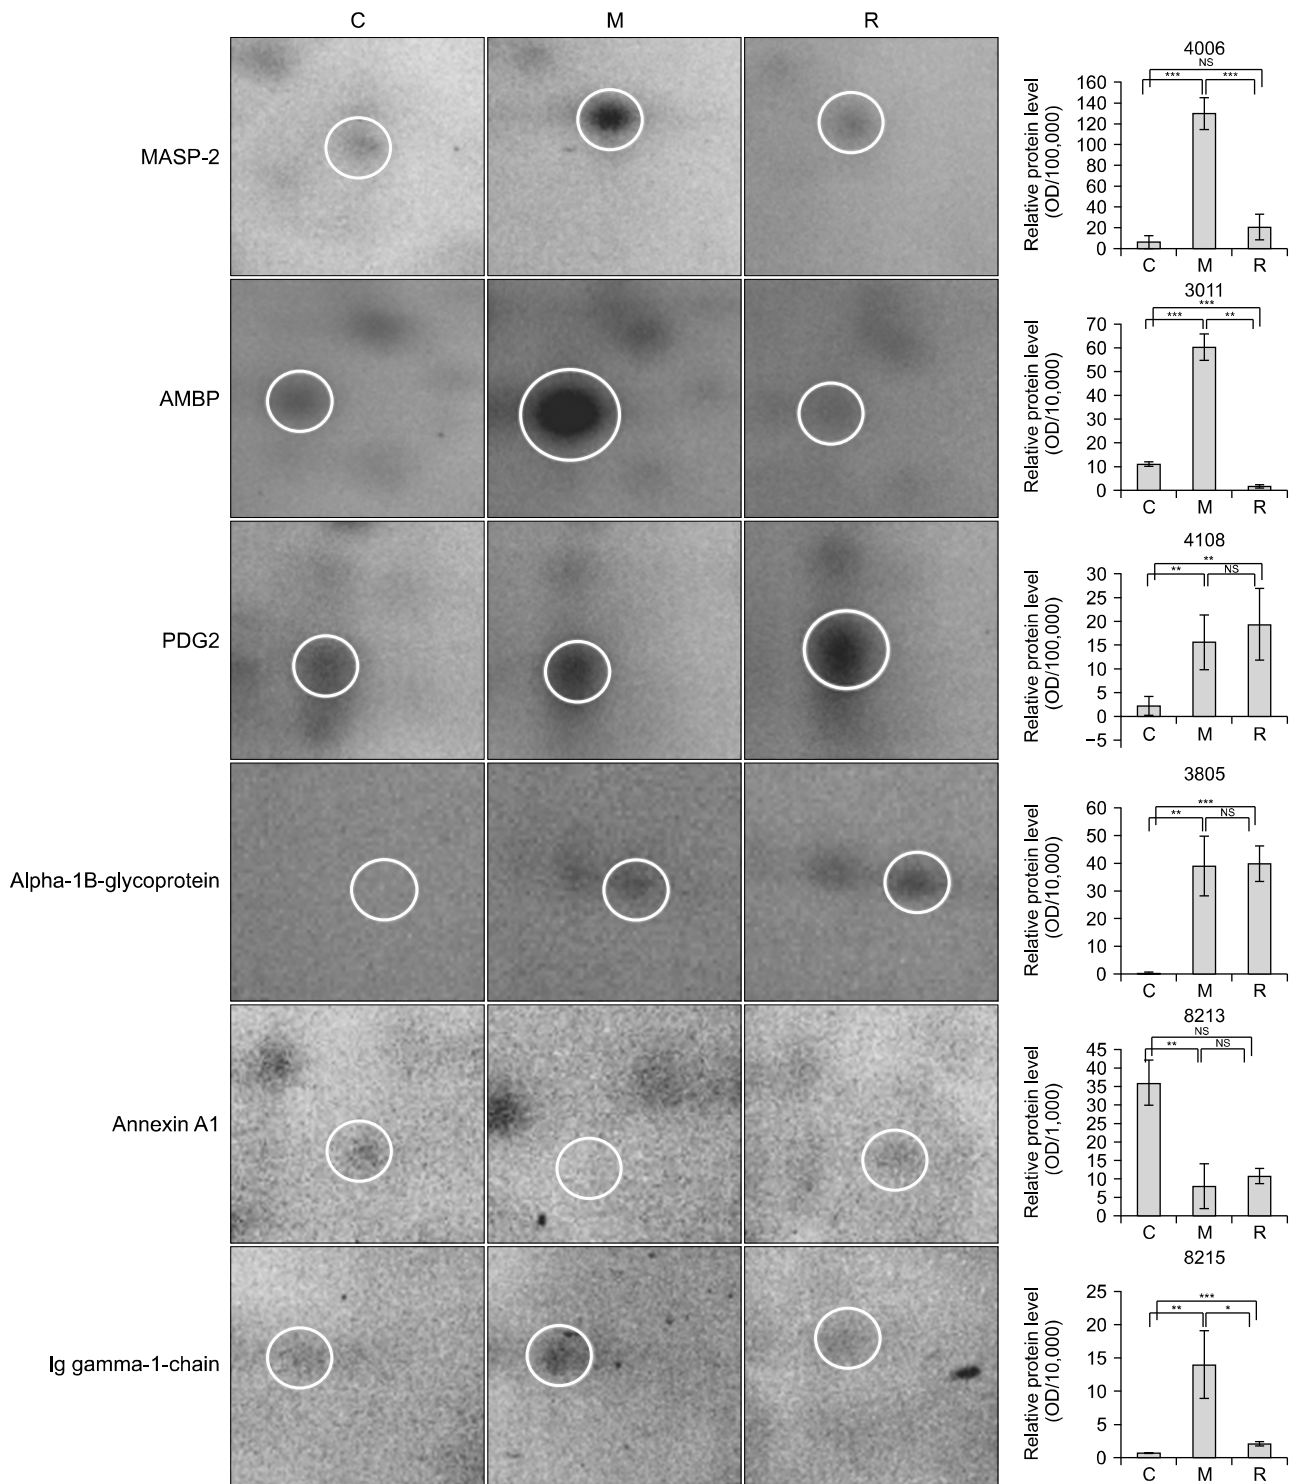 C M R
MASP-2
4006
NS
*** ***
Relative protein level
(OD/100,000)
160
140
120
100
80
60
40
20
0
C M R
AMBP
3011
***
*** **
Relative protein level
(OD/10,000)
70
60
50
40
30
20
10
0
C M R
PDG2
4108
**
** NS
Relative protein level
(OD/100,000)
30
25
20
15
10
5
0
−5
C M R
Alpha-1B-glycoprotein
3805
***
** NS
Relative protein level
(OD/10,000)
60
50
40
30
20
10
0
C M R
Annexin A1
8213
NS
** NS
Relative protein level
(OD/1,000)
45
40
35
30
25
20
15
10
5
0
C M R
Ig gamma-1-chain
8215
***
** *
Relative protein level
(OD/10,000)
25
20
15
10
5
0
C M R